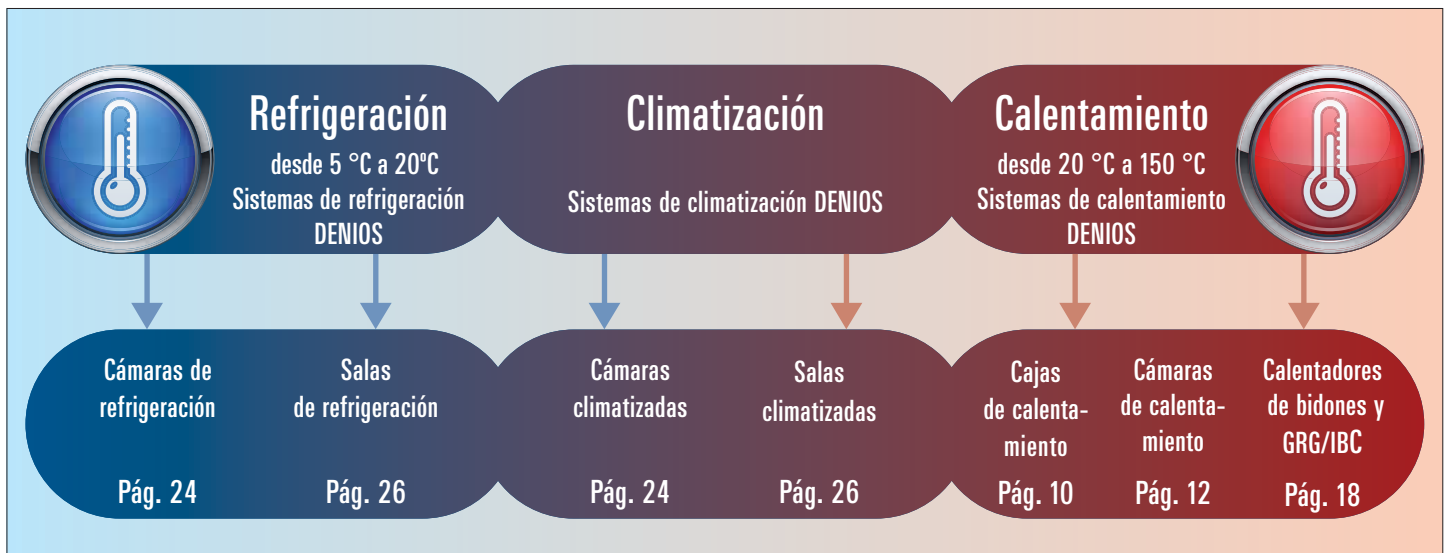 Refrigeración
desde 5 °C a 20ºC
Sistemas de refrigeración
DENIOS
Climatización
Sistemas de climatización DENIOS
Calentamiento
desde 20 °C a 150 °C
Sistemas de calentamiento
DENIOS
Cámaras de
refrigeración
Pág. 24
Salas
de refrigeración
Pág. 26
Cámaras
climatizadas
Pág. 24
Salas
climatizadas
Pág. 26
Cajas
de calenta-
miento
Pág. 10
Cámaras
de calenta-
miento
Pág. 12
Calentadores
de bidones y
GRG/IBC
Pág. 18